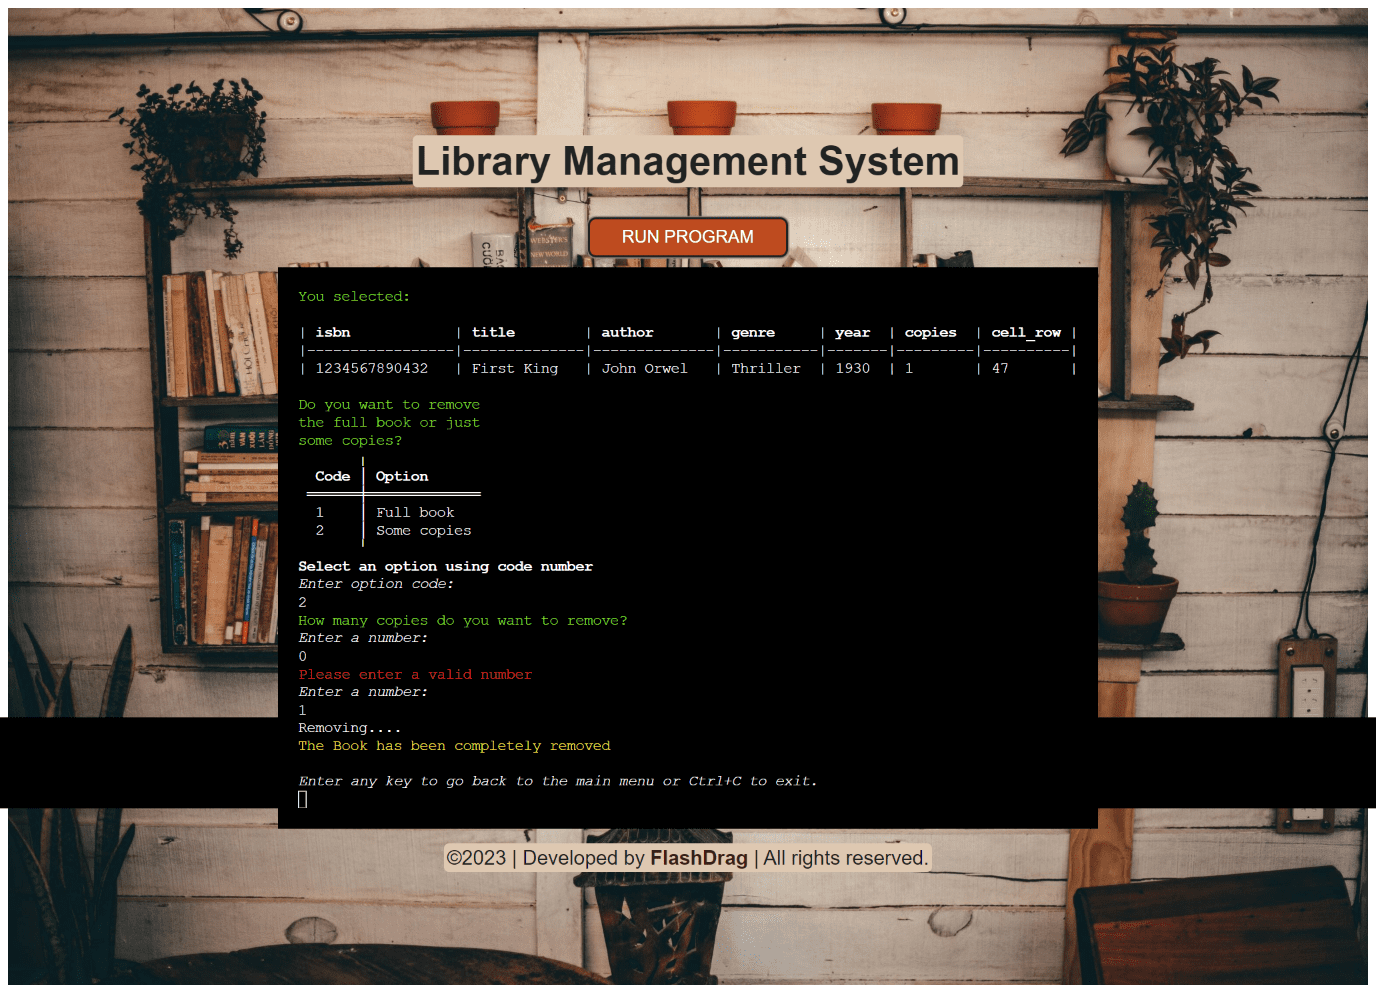 Library Management System
WEBSTER'S
NEW WORLD
RUN PROGRAM
You selected:
| isbn | title | author | genre | year | copies | cell_row |
|-----------------|--------------|--------------|-----------|-------|---------|----------|
| 1234567890432 | First King | John Orwel | Thriller | 1930 | 1 | 47 |
Do you want to remove
the full book or just
some copies?
Code | Option
1 | Full book
2 | Some copies
Select an option using code number
Enter option code:
2
How many copies do you want to remove?
Enter a number:
0
Please enter a valid number
Enter a number:
1
Removing....
The Book has been completely removed
Enter any key to go back to the main menu or Ctrl+C to exit.
©2023 | Developed by FlashDrag | All rights reserved.